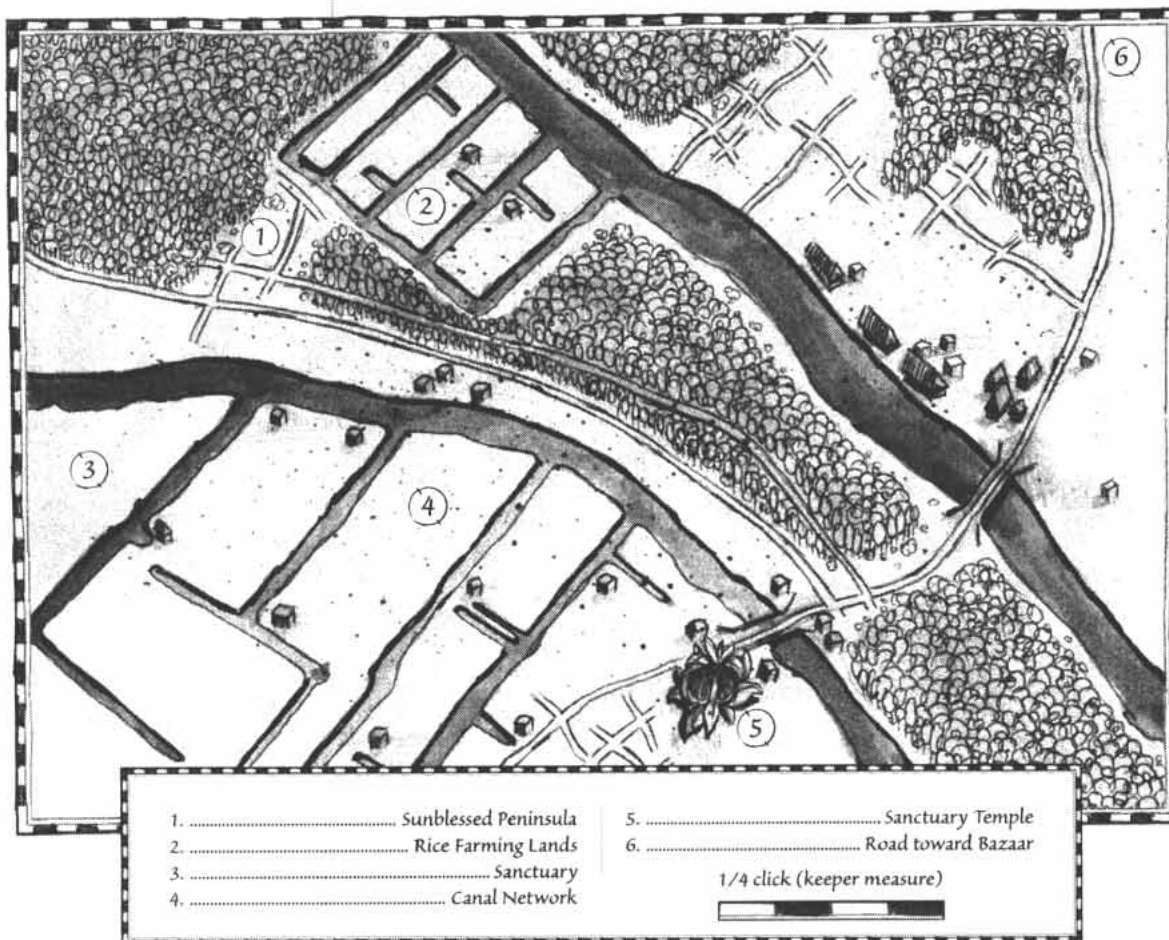 6
1
2
3
4
5
1. .......... Sunblessed Peninsula
2. .......... Rice Farming Lands
3. .......... Sanctuary
4. .......... Canal Network
5. .......... Sanctuary Temple
6. .......... Road toward Bazaar
1/4 click (keeper measure)